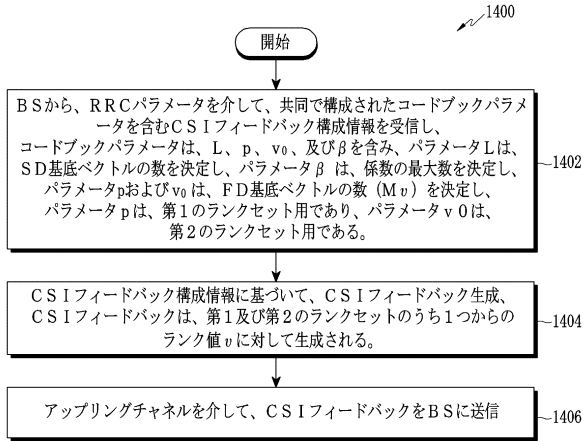 1400
開始
BSから、RRCパラメータを介して、共同で構成されたコードブックパラメ
ータを含むCSIフィードバック構成情報を受信し、
コードブックパラメータは、L、p、v₀、及びβを含み、パラメータLは、
SD基底ベクトルの数を決定し、パラメータβは、係数の最大数を決定し、
パラメータpおよびv₀は、FD基底ベクトルの数（Mυ）を決定し、
パラメータpは、第1のランクセット用であり、パラメータv0は、
第2のランクセット用である。
1402
CSIフィードバック構成情報に基づいて、CSIフィードバック生成、
CSIフィードバックは、第1及び第2のランクセットのうち1つからの
ランク値υに対して生成される。
1404
アップリングチャネルを介して、CSIフィードバックをBSに送信
1406